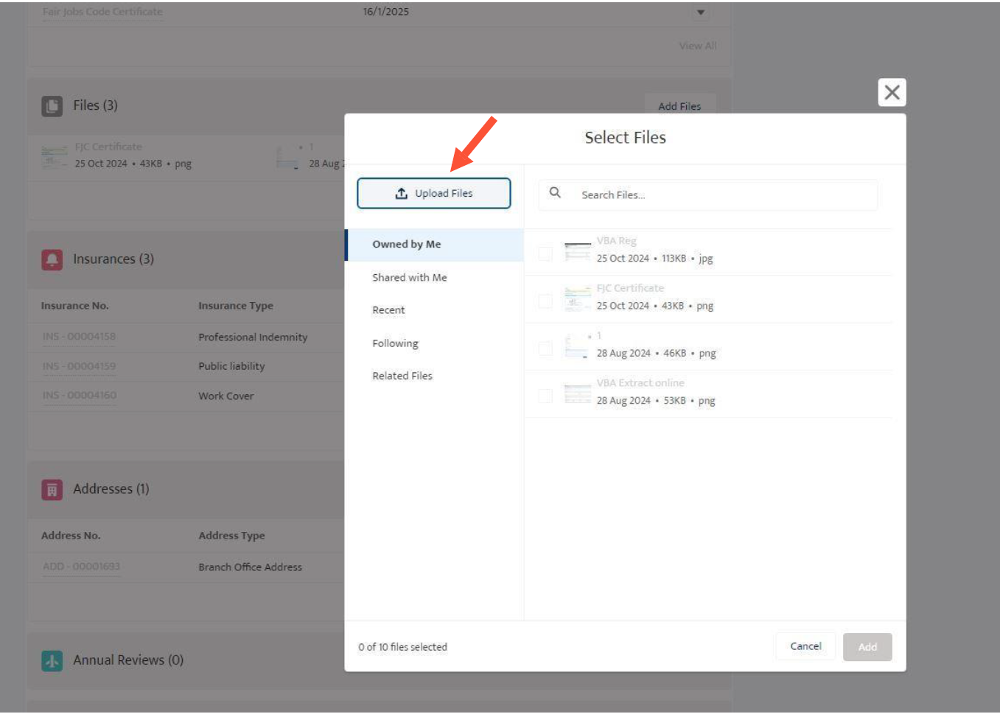 Fair Jobs Code Certificate 16/1/2025
View All
Files (3)
Add Files
FJC Certificate
25 Oct 2024 • 43KB • png
1
28 Aug
Insurances (3)
Insurance No. Insurance Type
INS - 00004158 Professional Indemnity
INS - 00004159 Public liability
INS - 00004160 Work Cover
Addresses (1)
Address No. Address Type
ADD - 00001693 Branch Office Address
Annual Reviews (0)
Select Files
Upload Files
Search Files...
Owned by Me
Shared with Me
Recent
Following
Related Files
VBA Reg
25 Oct 2024 • 113KB • jpg
FJC Certificate
25 Oct 2024 • 43KB • png
1
28 Aug 2024 • 46KB • png
VBA Extract online
28 Aug 2024 • 53KB • png
0 of 10 files selected
Cancel
Add